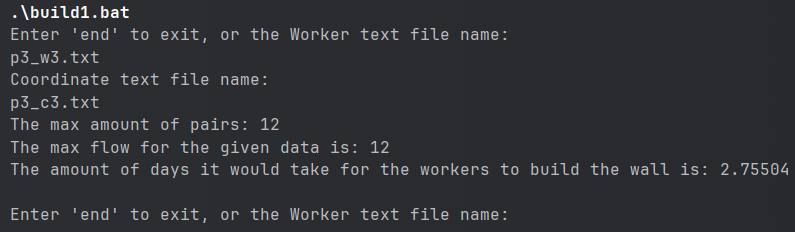 .\build1.bat
Enter 'end' to exit, or the Worker text file name:
p3_w3.txt
Coordinate text file name:
p3_c3.txt
The max amount of pairs: 12
The max flow for the given data is: 12
The amount of days it would take for the workers to build the wall is: 2.75504
Enter 'end' to exit, or the Worker text file name: